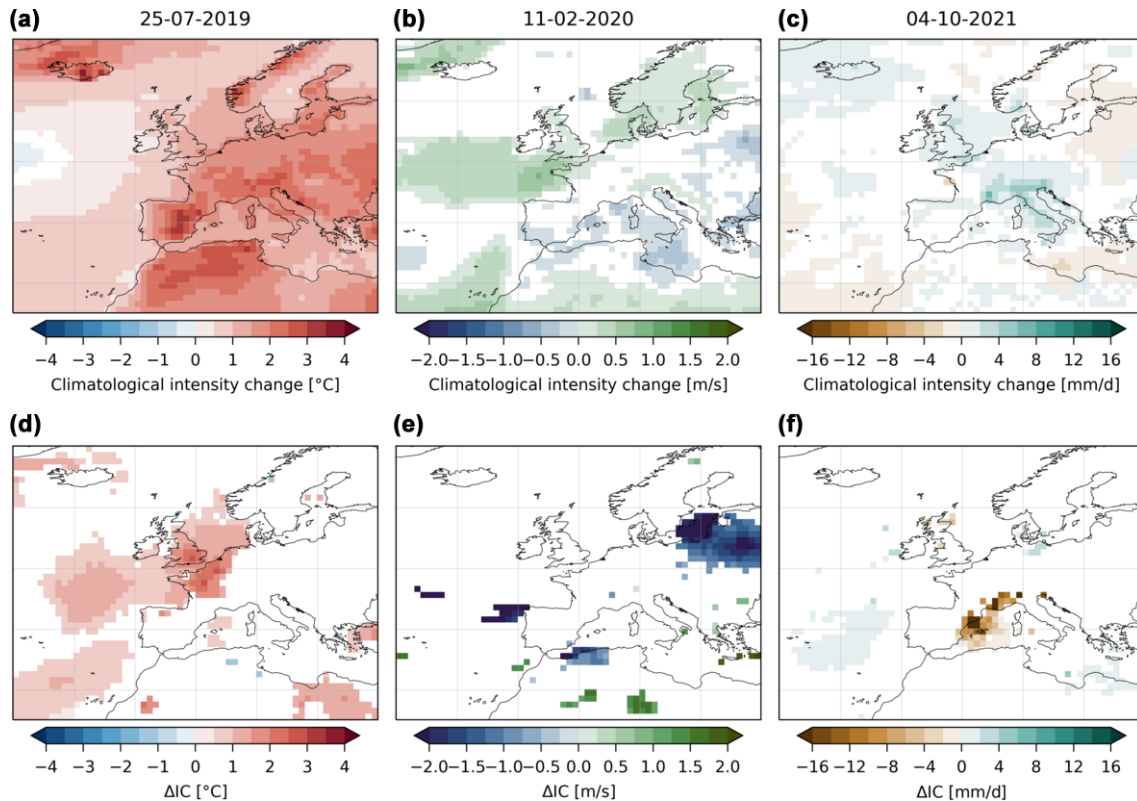 (a) 25-07-2019
(b) 11-02-2020
(c) 04-10-2021
−4 −3 −2 −1 0 1 2 3 4
Climatological intensity change [°C]
−2.0−1.5−1.0−0.5 0.0 0.5 1.0 1.5 2.0
Climatological intensity change [m/s]
−16 −12 −8 −4 0 4 8 12 16
Climatological intensity change [mm/d]
(d)
(e)
(f)
−4 −3 −2 −1 0 1 2 3 4
ΔIC [°C]
−2.0−1.5−1.0−0.5 0.0 0.5 1.0 1.5 2.0
ΔIC [m/s]
−16 −12 −8 −4 0 4 8 12 16
ΔIC [mm/d]